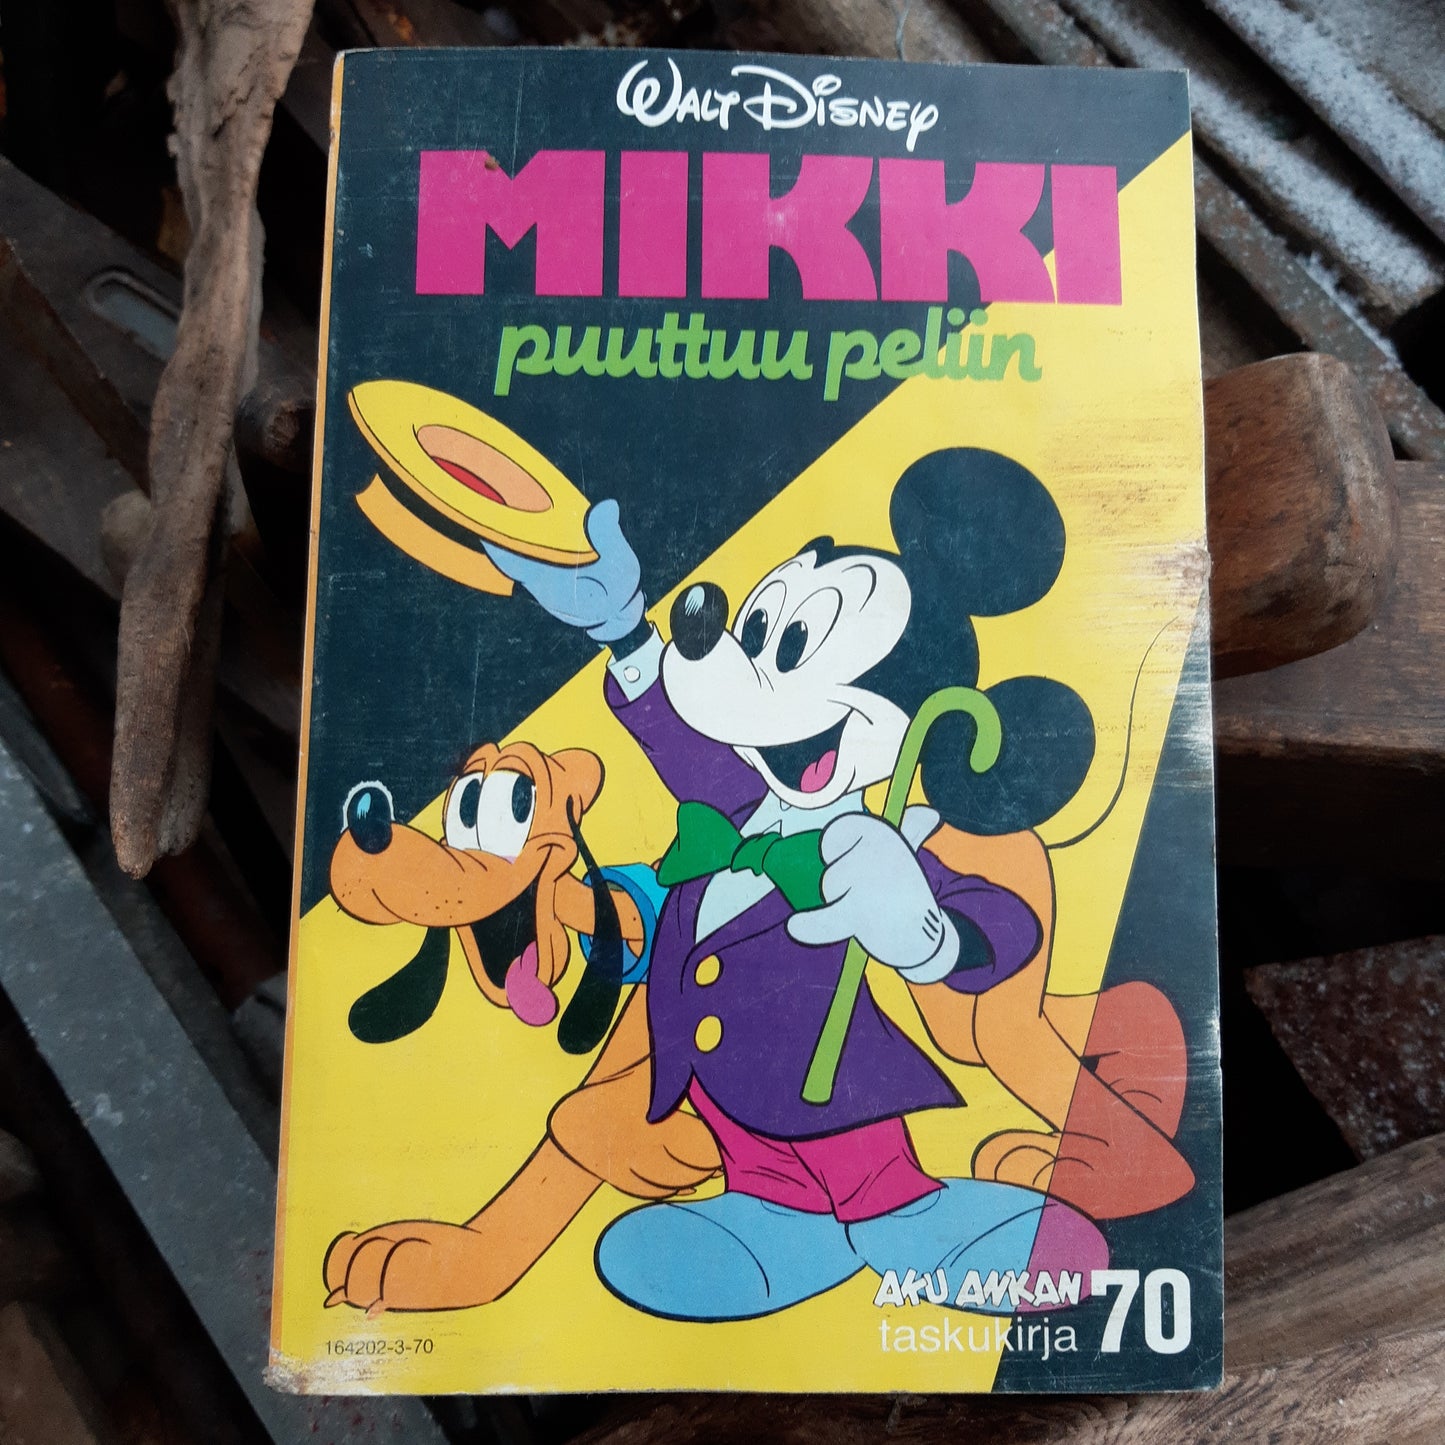 WALT DISNEY
MIKKI
puuttuu peliin
AKU ANKAN
taskukirja 70
164202-3-70